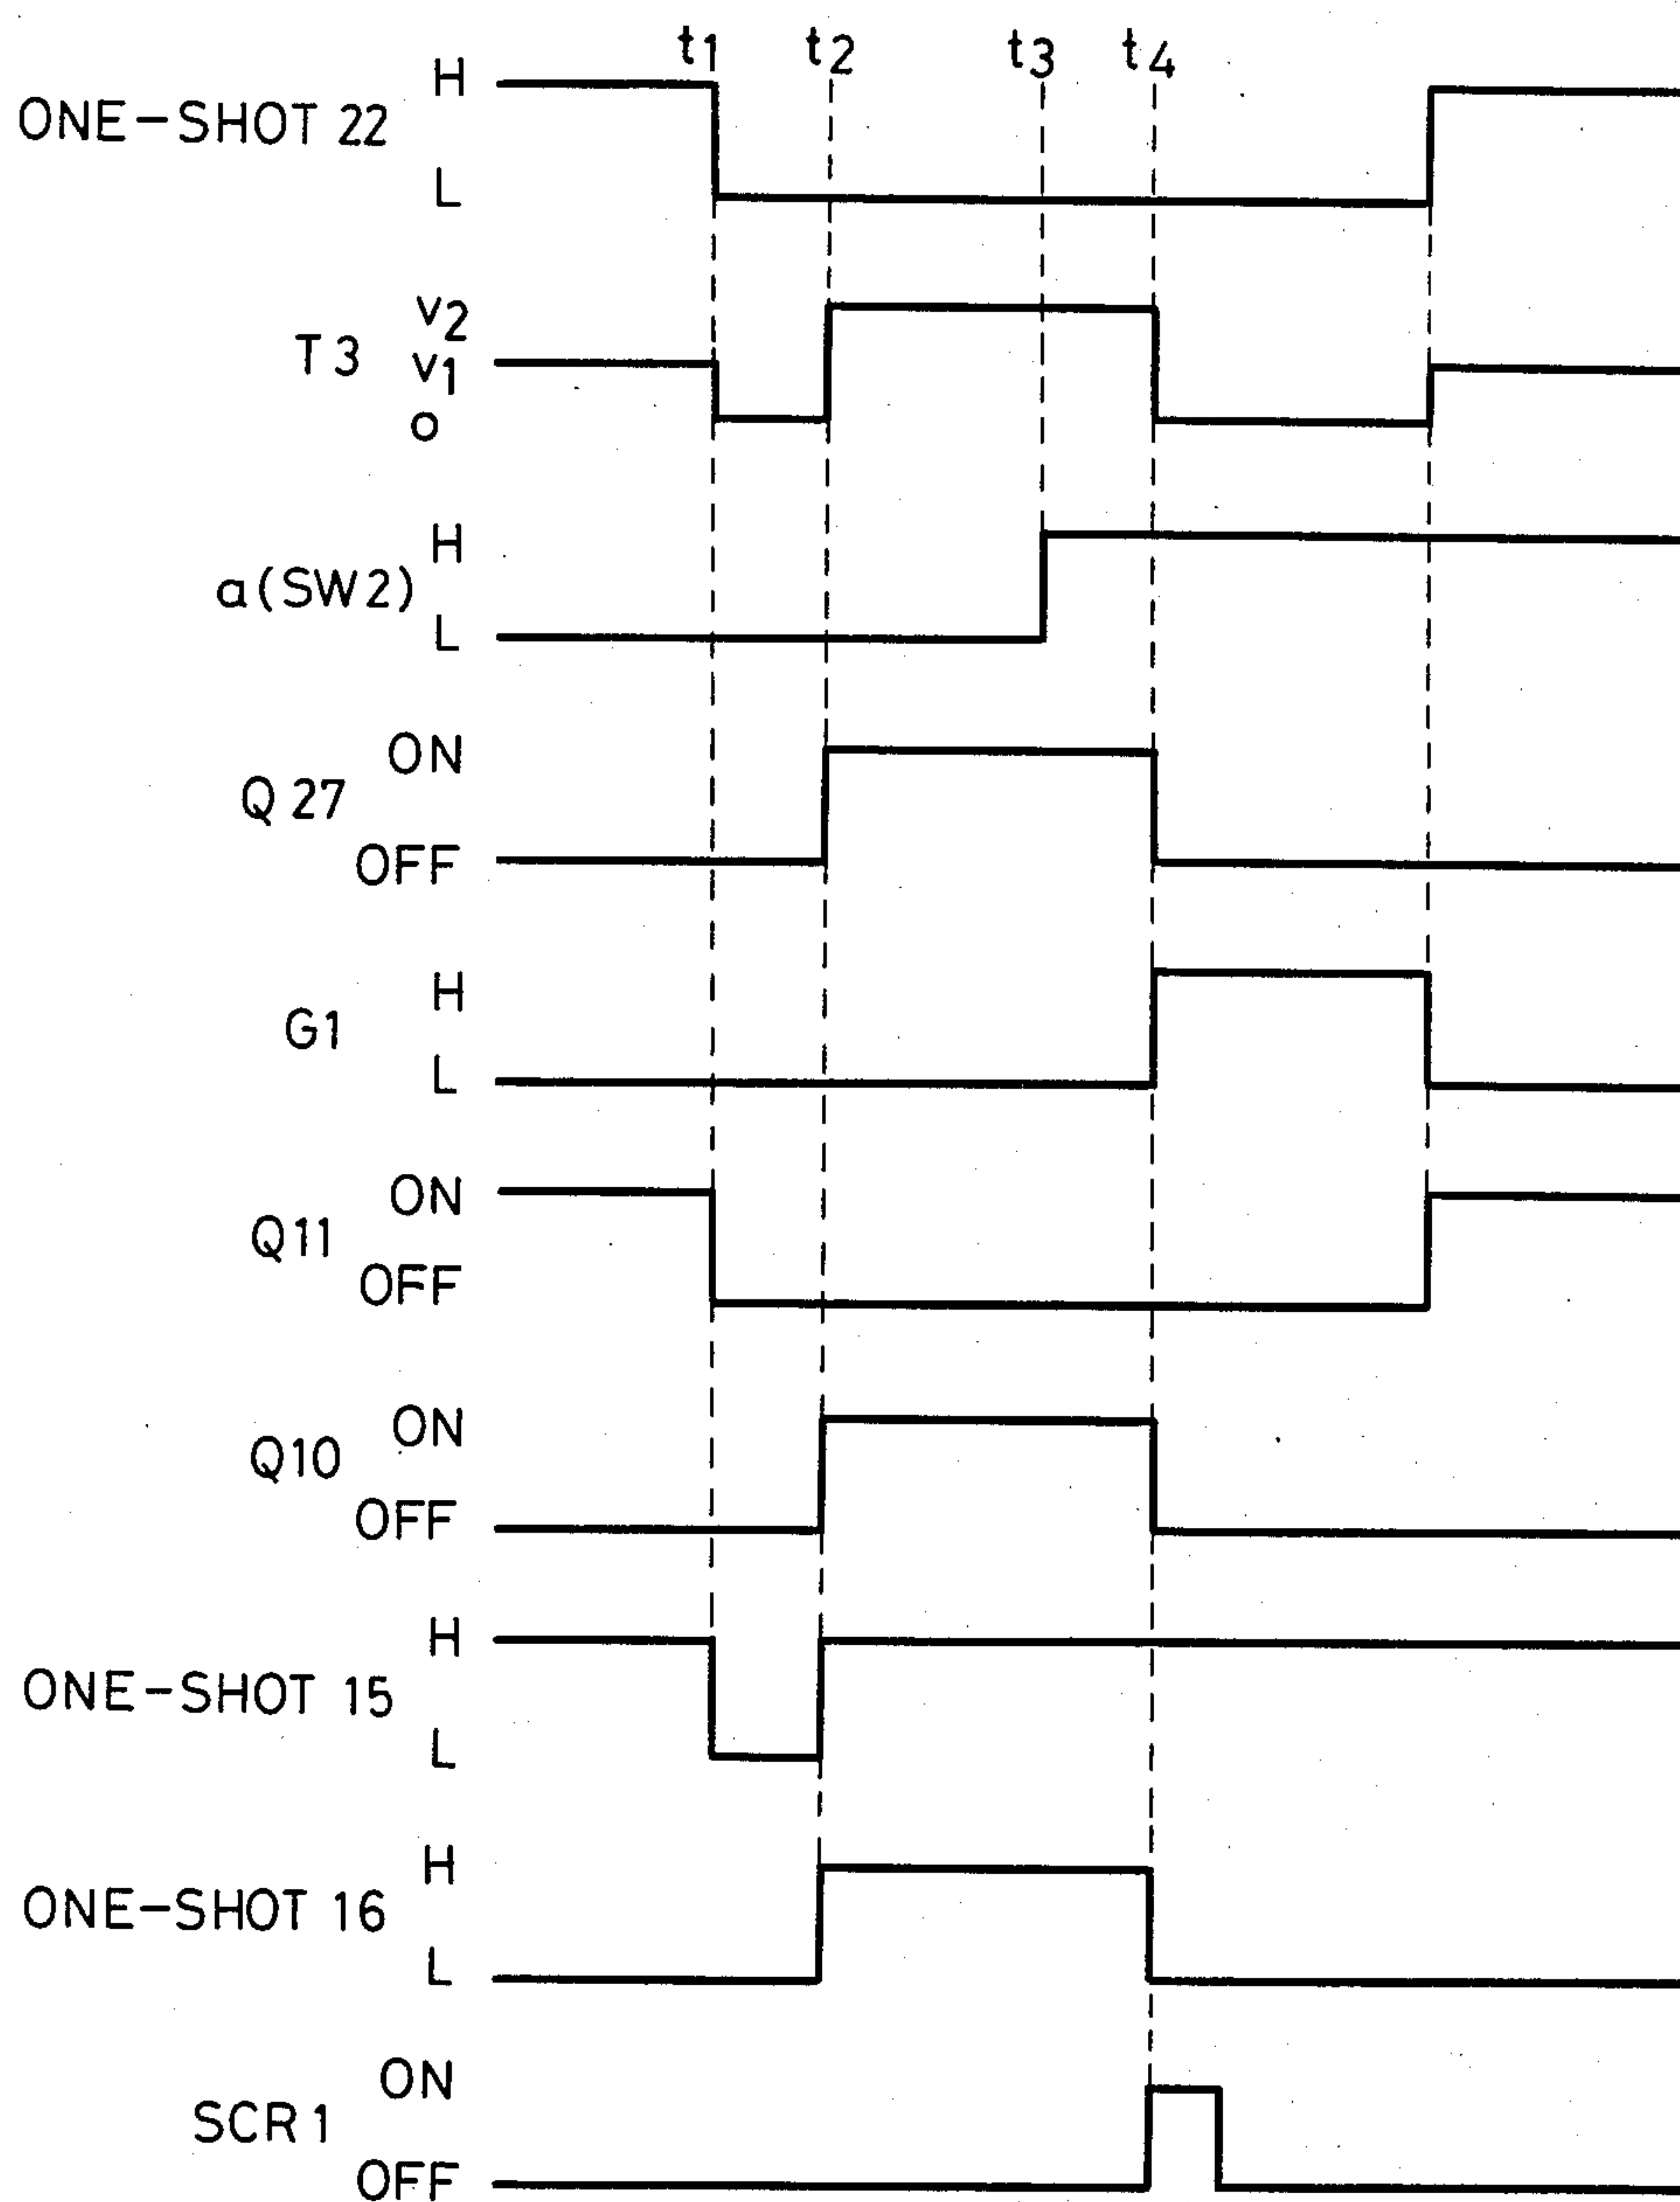 t1 t2 t3 t4
H
ONE-SHOT 22
L
V2
T3 V1
O
H
a(SW2)
L
ON
Q27
OFF
H
G1
L
ON
Q11
OFF
ON
Q10
OFF
H
ONE-SHOT 15
L
H
ONE-SHOT 16
L
ON
SCR1
OFF